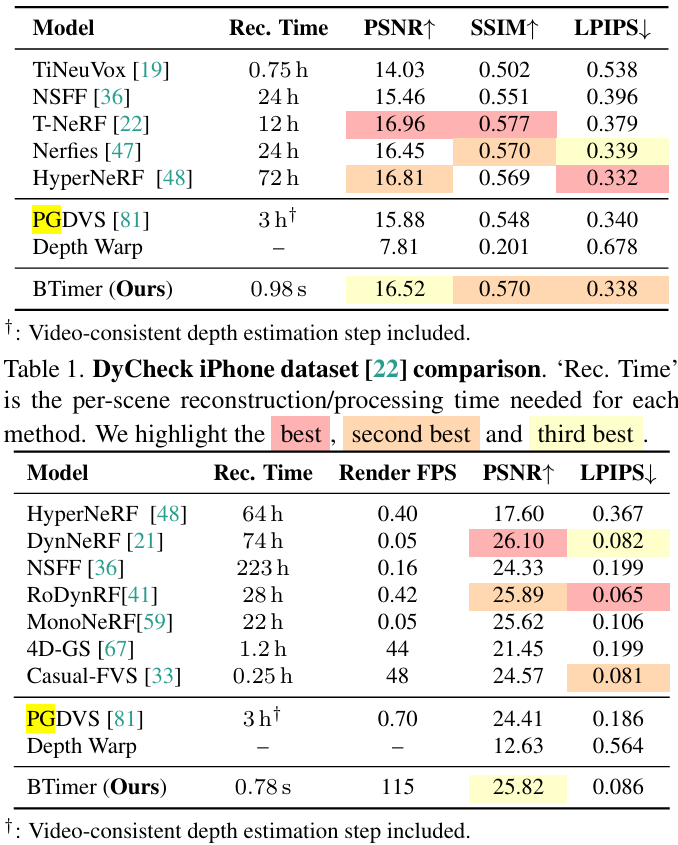 Model Rec. Time PSNR↑ SSIM↑ LPIPS↓
TiNeuVox [19] 0.75 h 14.03 0.502 0.538
NSFF [36] 24 h 15.46 0.551 0.396
T-NeRF [22] 12 h 16.96 0.577 0.379
Nerfies [47] 24 h 16.45 0.570 0.339
HyperNeRF [48] 72 h 16.81 0.569 0.332
PGDVS [81] 3 h† 15.88 0.548 0.340
Depth Warp – 7.81 0.201 0.678
BTimer (Ours) 0.98 s 16.52 0.570 0.338
†: Video-consistent depth estimation step included.
Table 1. DyCheck iPhone dataset [22] comparison. ‘Rec. Time’
is the per-scene reconstruction/processing time needed for each
method. We highlight the best , second best and third best .
Model Rec. Time Render FPS PSNR↑ LPIPS↓
HyperNeRF [48] 64 h 0.40 17.60 0.367
DynNeRF [21] 74 h 0.05 26.10 0.082
NSFF [36] 223 h 0.16 24.33 0.199
RoDynRF[41] 28 h 0.42 25.89 0.065
MonoNeRF[59] 22 h 0.05 25.62 0.106
4D-GS [67] 1.2 h 44 21.45 0.199
Casual-FVS [33] 0.25 h 48 24.57 0.081
PGDVS [81] 3 h† 0.70 24.41 0.186
Depth Warp – – 12.63 0.564
BTimer (Ours) 0.78 s 115 25.82 0.086
†: Video-consistent depth estimation step included.